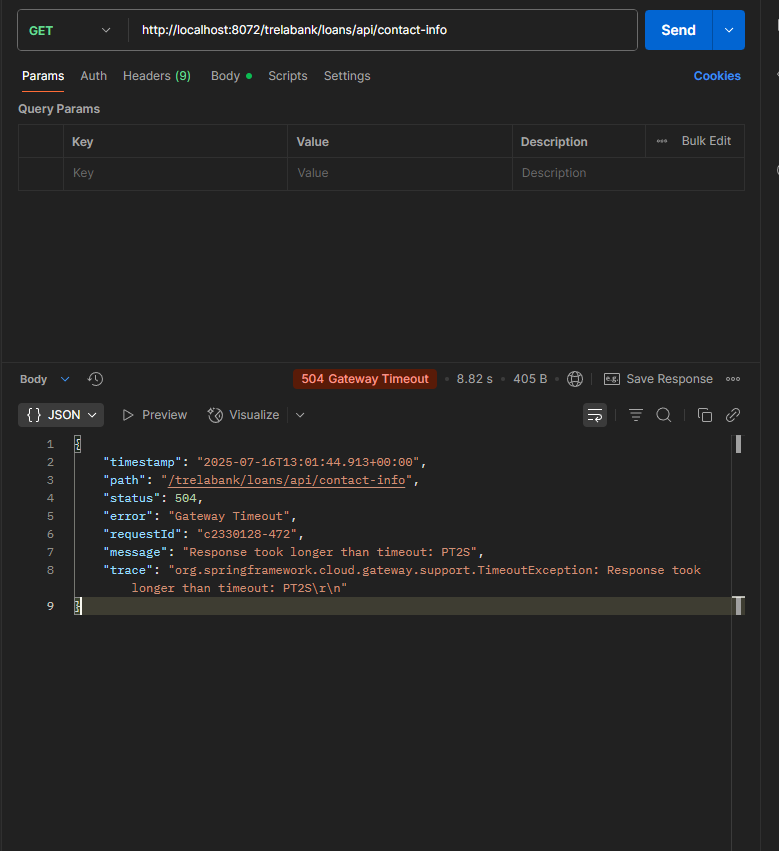 GET http://localhost:8072/trelabank/loans/api/contact-info Send
Params Auth Headers (9) Body Scripts Settings Cookies
Query Params
Key Value Description Bulk Edit
Key Value Description
Body 504 Gateway Timeout 8.82 s 405 B e.g. Save Response
{} JSON Preview Visualize
1 {
2 "timestamp": "2025-07-16T13:01:44.913+00:00",
3 "path": "/trelabank/loans/api/contact-info",
4 "status": 504,
5 "error": "Gateway Timeout",
6 "requestId": "c2330128-472",
7 "message": "Response took longer than timeout: PT2S",
8 "trace": "org.springframework.cloud.gateway.support.TimeoutException: Response took
longer than timeout: PT2S\r\n"
9 }